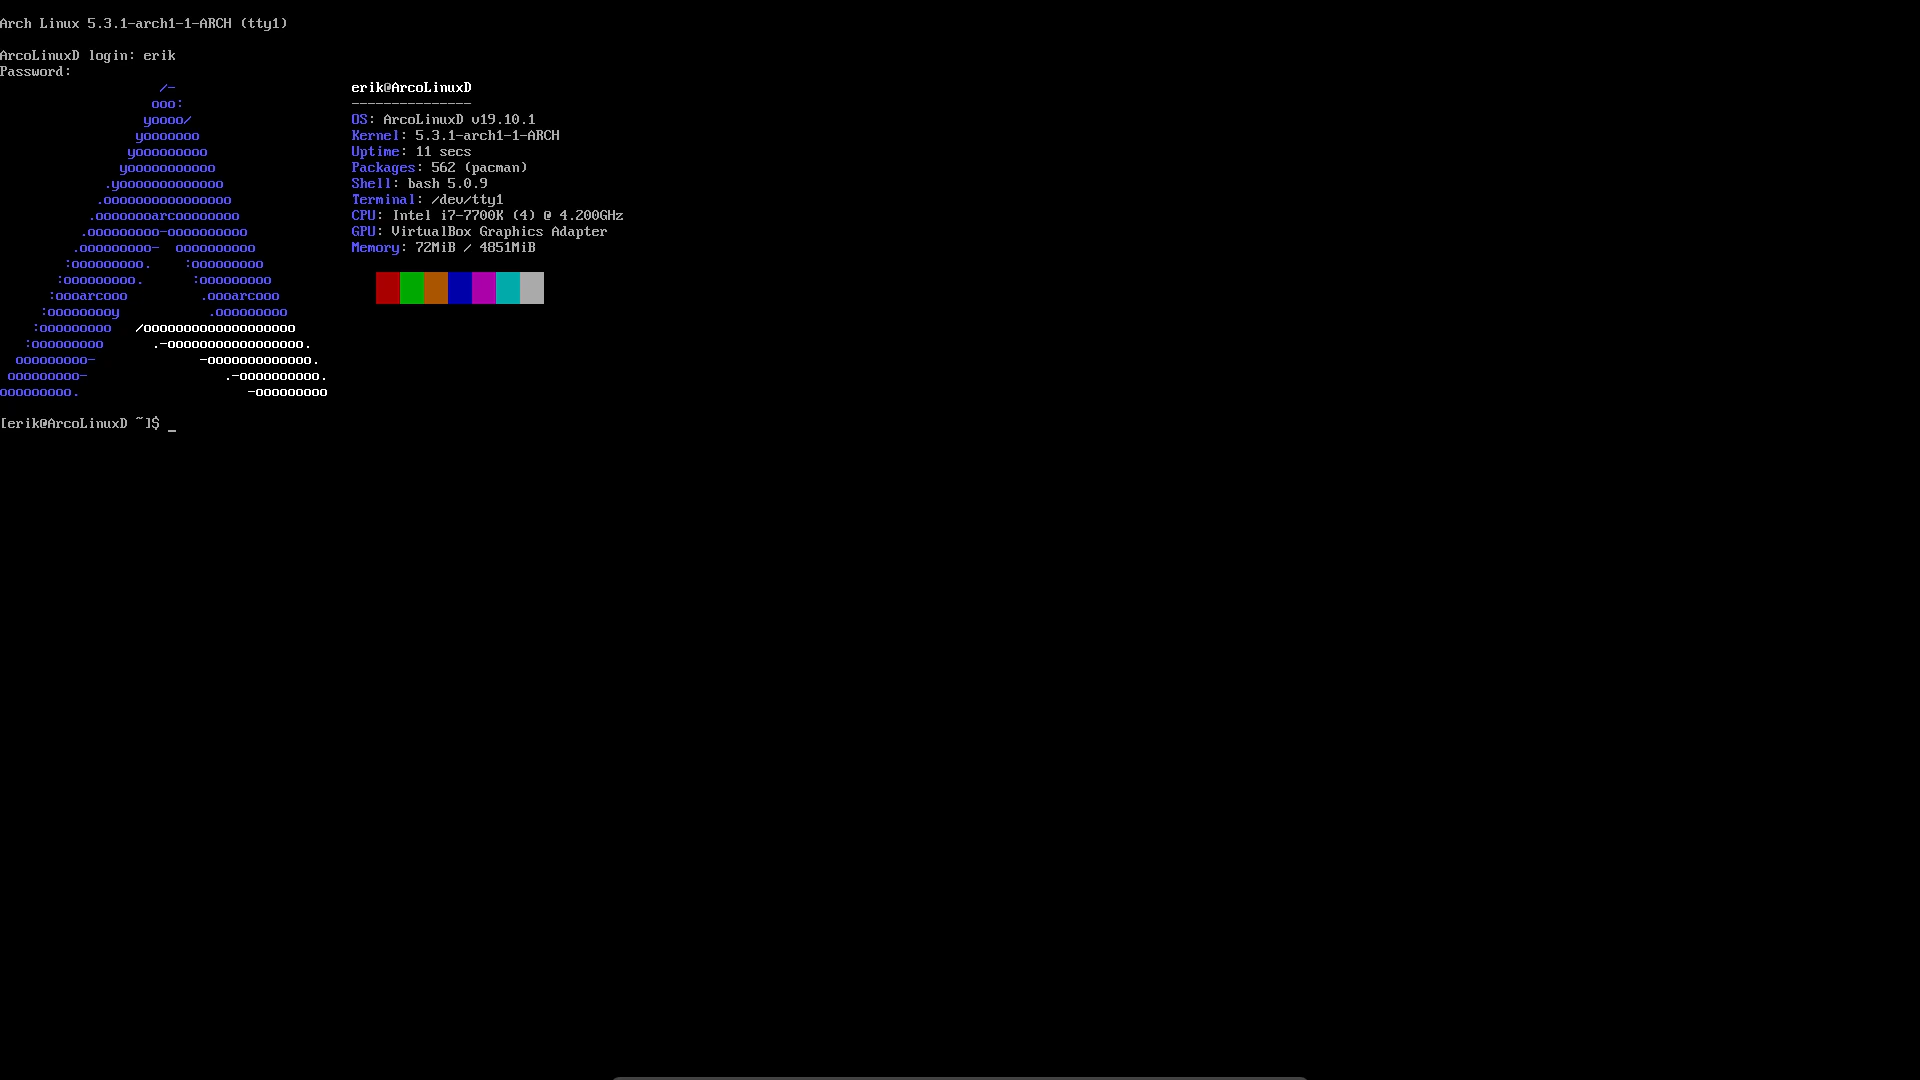 Arch Linux 5.3.1-arch1-1-ARCH (tty1)
ArcoLinuxD login: erik
Password:
/-                       erik@ArcoLinuxD
ooo:                     ---------------
yoooo/                   OS: ArcoLinuxD v19.10.1
yooooooo                 Kernel: 5.3.1-arch1-1-ARCH
yooooooooo               Uptime: 11 secs
yooooooooooo             Packages: 562 (pacman)
.yooooooooooooo          Shell: bash 5.0.9
.oooooooooooooooo        Terminal: /dev/tty1
.ooooooooarcoooooooo     CPU: Intel i7-7700K (4) @ 4.200GHz
.ooooooooo-oooooooooo    GPU: VirtualBox Graphics Adapter
.ooooooooo-  oooooooooo  Memory: 72MiB / 4851MiB
:ooooooooo.    :ooooooooo
:ooooooooo.      :ooooooooo
:oooarcooo         .oooarcooo
:ooooooooy           .ooooooooo
:ooooooooo   /ooooooooooooooooooo
:ooooooooo      .-ooooooooooooooooo.
ooooooooo-             -ooooooooooooo.
ooooooooo-                 .-oooooooooo.
ooooooooo.                     -ooooooooo
[erik@ArcoLinuxD ~]$ _